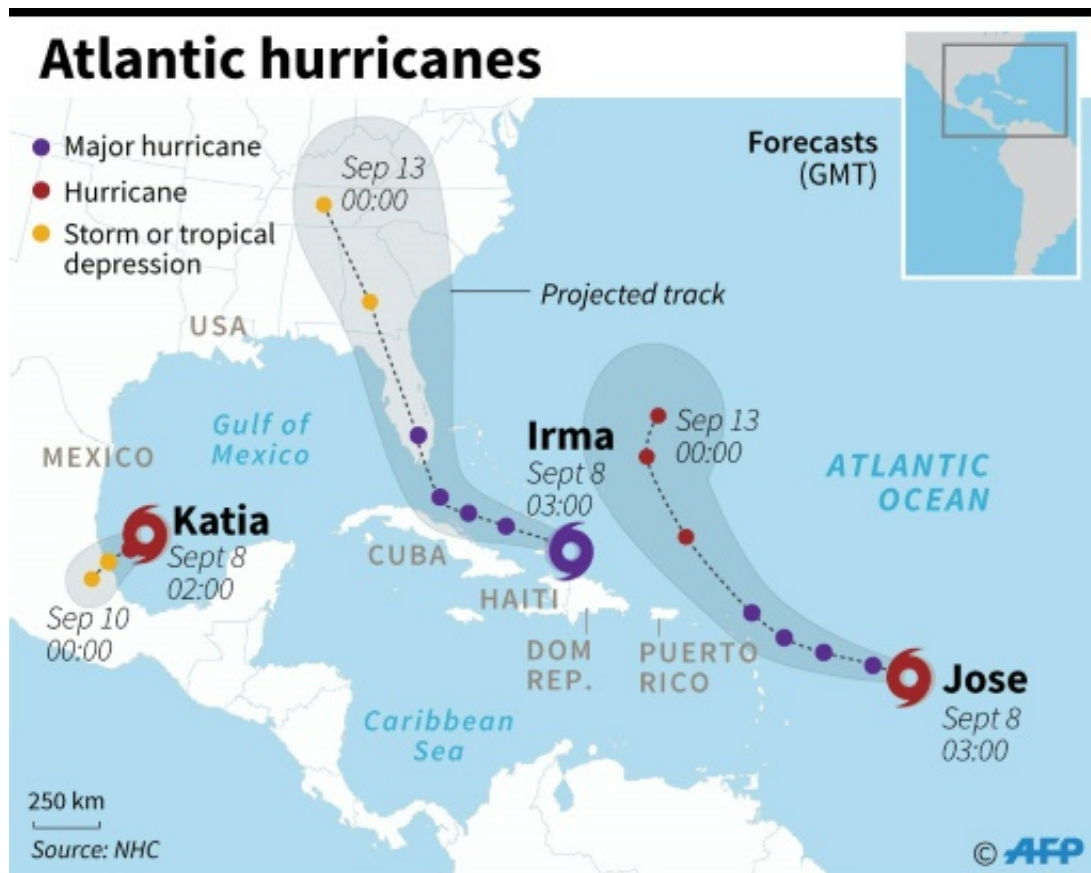 Atlantic hurricanes
Major hurricane
Hurricane
Storm or tropical
depression
Forecasts
(GMT)
Sep 13
00:00
Projected track
USA
Gulf of
Mexico
MEXICO
Katia
Sept 8
02:00
Sep 10
00:00
Irma
Sept 8
03:00
Sep 13
00:00
ATLANTIC
OCEAN
CUBA
HAITI
DOM
REP.
PUERTO
RICO
Jose
Sept 8
03:00
Caribbean
Sea
250 km
Source: NHC
© AFP